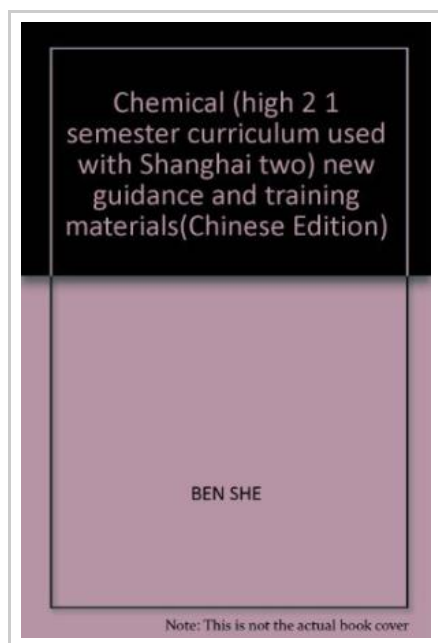 Chemical (high 2 1
semester curriculum used
with Shanghai two) new
guidance and training
materials(Chinese Edition)
BEN SHE
Note: This is not the actual book cover